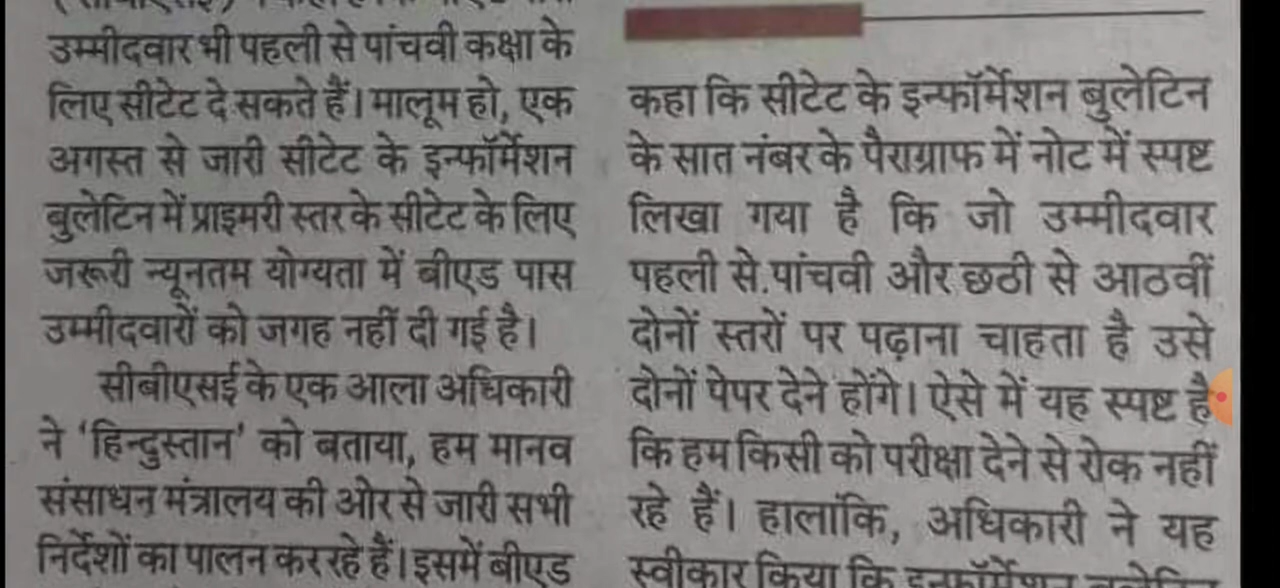 उम्मीदवार भी पहली से पांचवी कक्षा के
लिए सीटेट दे सकते हैं। मालूम हो, एक
अगस्त से जारी सीटेट के इन्फॉर्मेशन
बुलेटिन में प्राइमरी स्तर के सीटेट के लिए
जरूरी न्यूनतम योग्यता में बीएड पास
उम्मीदवारों को जगह नहीं दी गई है।
सीबीएसई के एक आला अधिकारी
ने 'हिन्दुस्तान' को बताया, हम मानव
संसाधन मंत्रालय की ओर से जारी सभी
निर्देशों का पालन कर रहे हैं। इसमें बीएड
कहा कि सीटेट के इन्फॉर्मेशन बुलेटिन
के सात नंबर के पैराग्राफ में नोट में स्पष्ट
लिखा गया है कि जो उम्मीदवार
पहली से पांचवी और छठी से आठवीं
दोनों स्तरों पर पढ़ाना चाहता है उसे
दोनों पेपर देने होंगे। ऐसे में यह स्पष्ट है
कि हम किसी को परीक्षा देने से रोक नहीं
रहे हैं। हालांकि, अधिकारी ने यह
स्वीकार किया कि इन्फॉर्मेशन